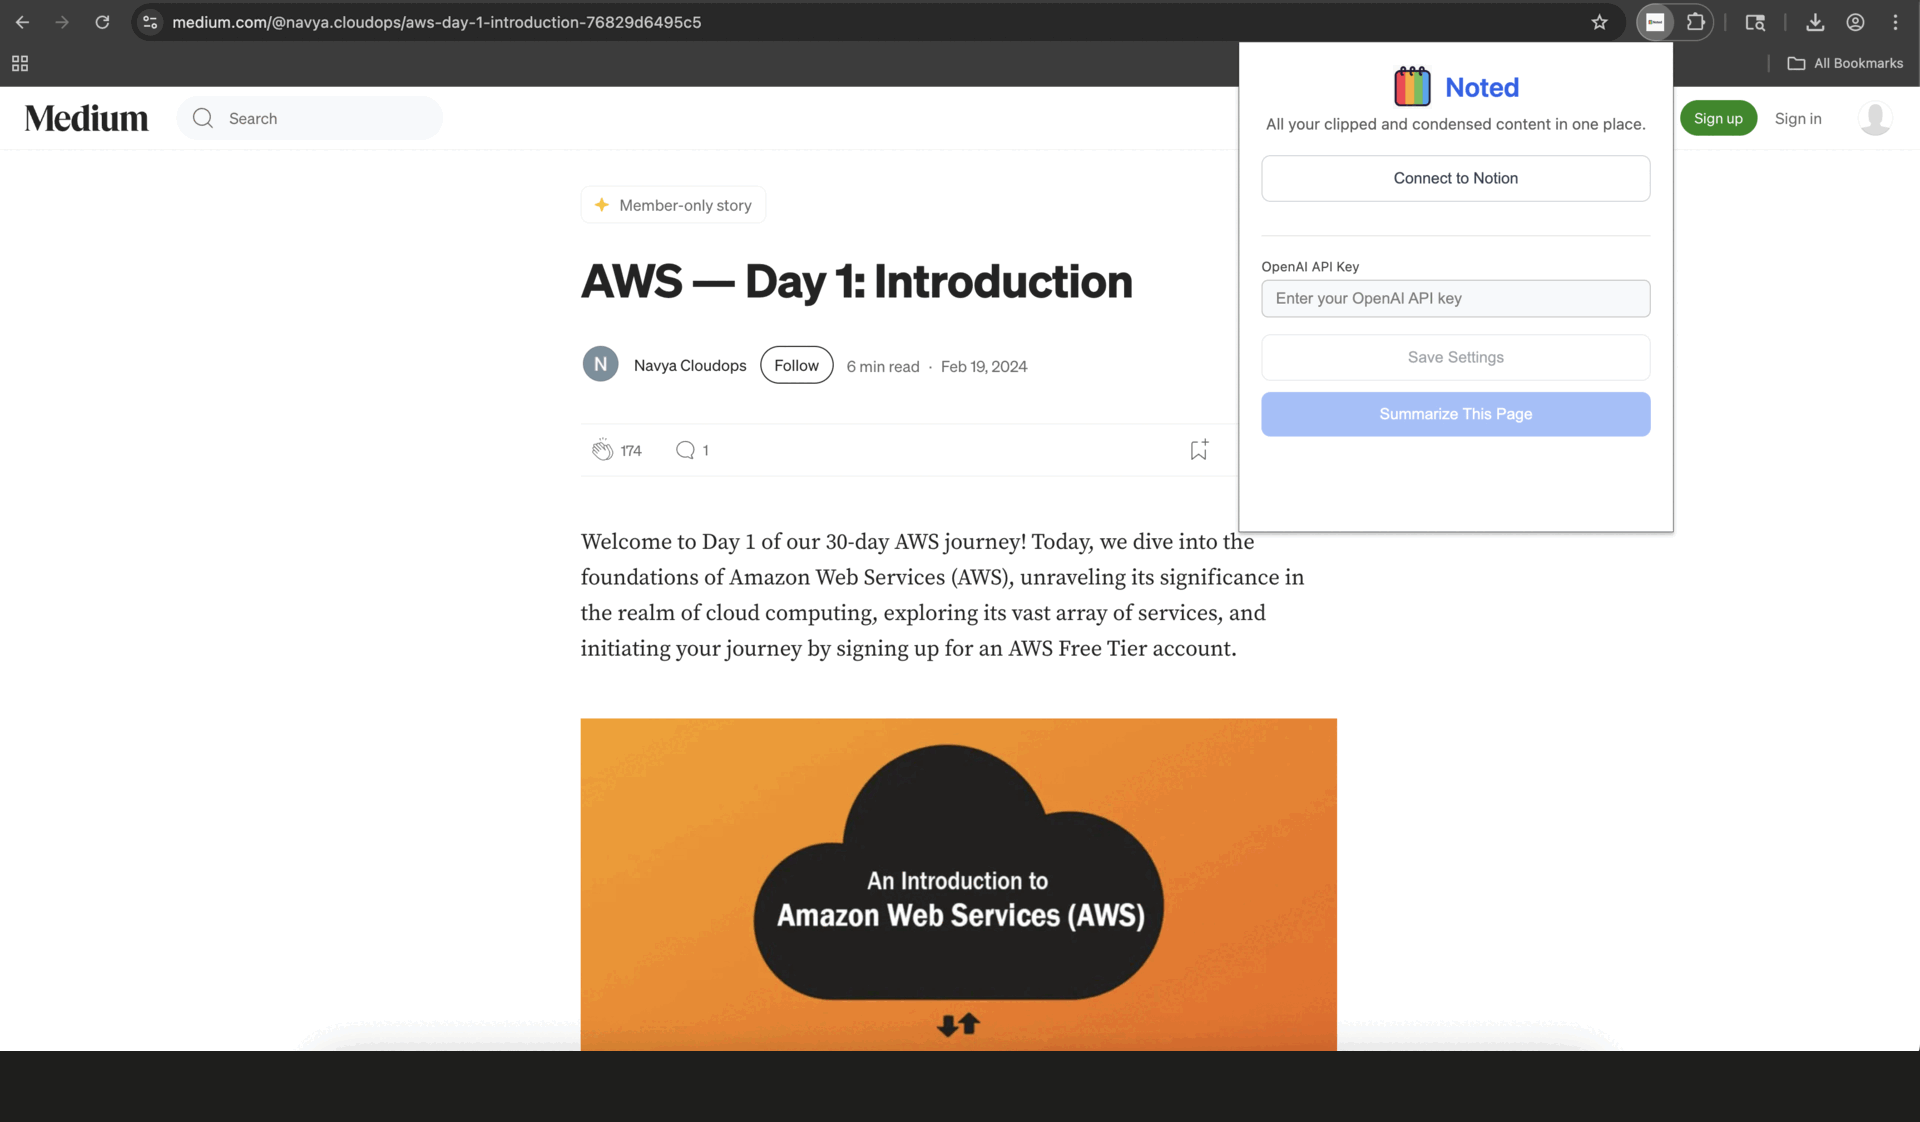 medium.com/@navya.cloudops/aws-day-1-introduction-76829d6495c5
All Bookmarks
Medium
Search
Sign up
Sign in
Noted
All your clipped and condensed content in one place.
Connect to Notion
OpenAI API Key
Enter your OpenAI API key
Save Settings
Summarize This Page
Member-only story
AWS — Day 1: Introduction
N
Navya Cloudops
Follow
6 min read · Feb 19, 2024
174
1
Welcome to Day 1 of our 30-day AWS journey! Today, we dive into the
foundations of Amazon Web Services (AWS), unraveling its significance in
the realm of cloud computing, exploring its vast array of services, and
initiating your journey by signing up for an AWS Free Tier account.
An Introduction to
Amazon Web Services (AWS)